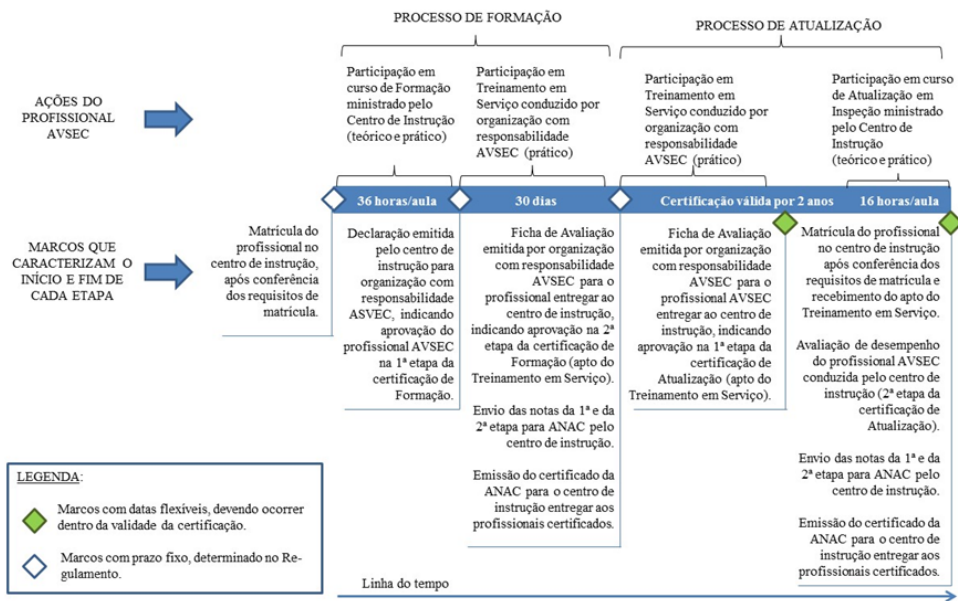 PROCESSO DE FORMAÇÃO
PROCESSO DE ATUALIZAÇÃO
AÇÕES DO
PROFISSIONAL
AVSEC
Participação em
curso de Formação
ministrado pelo
Centro de Instrução
(teórico e prático)
Participação em
Treinamento em
Serviço conduzido por
organização com
responsabilidade
AVSEC (prático)
Participação em
Treinamento em
Serviço conduzido por
organização com
responsabilidade
AVSEC (prático)
Participação em curso
de Atualização em
Inspeção ministrado
pelo Centro de
Instrução
(teórico e prático)
36 horas/aula
30 dias
Certificação válida por 2 anos
16 horas/aula
MARCOS QUE
CARACTERIZAM O
INÍCIO E FIM DE
CADA ETAPA
Matricula do
profissional no
centro de instrução,
após conferência
dos requisitos de
matrícula.
Declaração emitida
pelo centro de
instrução para
organização com
responsabilidade
ASVEC, indicando
aprovação do
profissional AVSEC
na 1ª etapa da
certificação de
Formação.
Ficha de Avaliação
emitida por organização
com responsabilidade
AVSEC para o
profissional entregar ao
centro de instrução,
indicando aprovação na 2ª
etapa da certificação de
Formação (apto do
Treinamento em Serviço).
Envio das notas da 1ª e da
2ª etapa para ANAC pelo
centro de instrução.
Emissão do certificado da
ANAC para o centro de
instrução entregar aos
profissionais certificados.
Ficha de Avaliação
emitida por organização
com responsabilidade
AVSEC para o
profissional AVSEC
entregar ao centro de
instrução, indicando
aprovação na 1ª etapa da
certificação de
Atualização (apto do
Treinamento em Serviço).
Matricula do profissional
no centro de instrução
após conferência dos
requisitos de matrícula e
recebimento do apto do
Treinamento em Serviço.
Avaliação de desempenho
do profissional AVSEC
conduzida pelo centro de
instrução (2ª etapa da
certificação de
Atualização).
Envio das notas da 1ª e da
2ª etapa para ANAC pelo
centro de instrução.
Emissão do certificado da
ANAC para o centro de
instrução entregar aos
profissionais certificados.
LEGENDA:
Marcos com datas flexíveis, devendo ocorrer
dentro da validade da certificação.
Marcos com prazo fixo, determinado no Re-
gulamento.
Linha do tempo